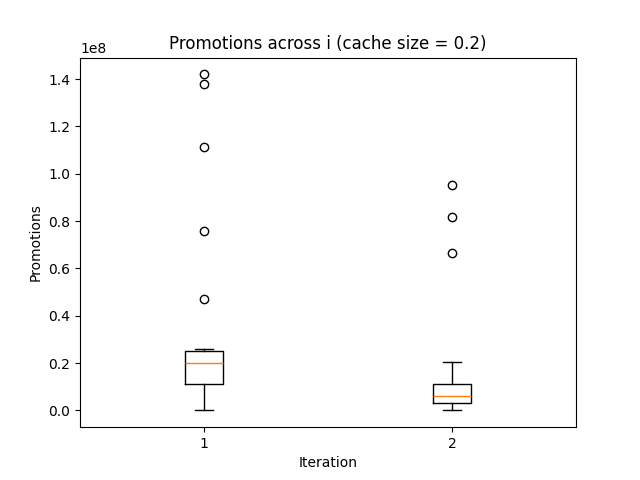 Promotions across i (cache size = 0.2)
1e8
1.4
1.2
1.0
0.8
0.6
0.4
0.2
0.0
Promotions
1 2
Iteration